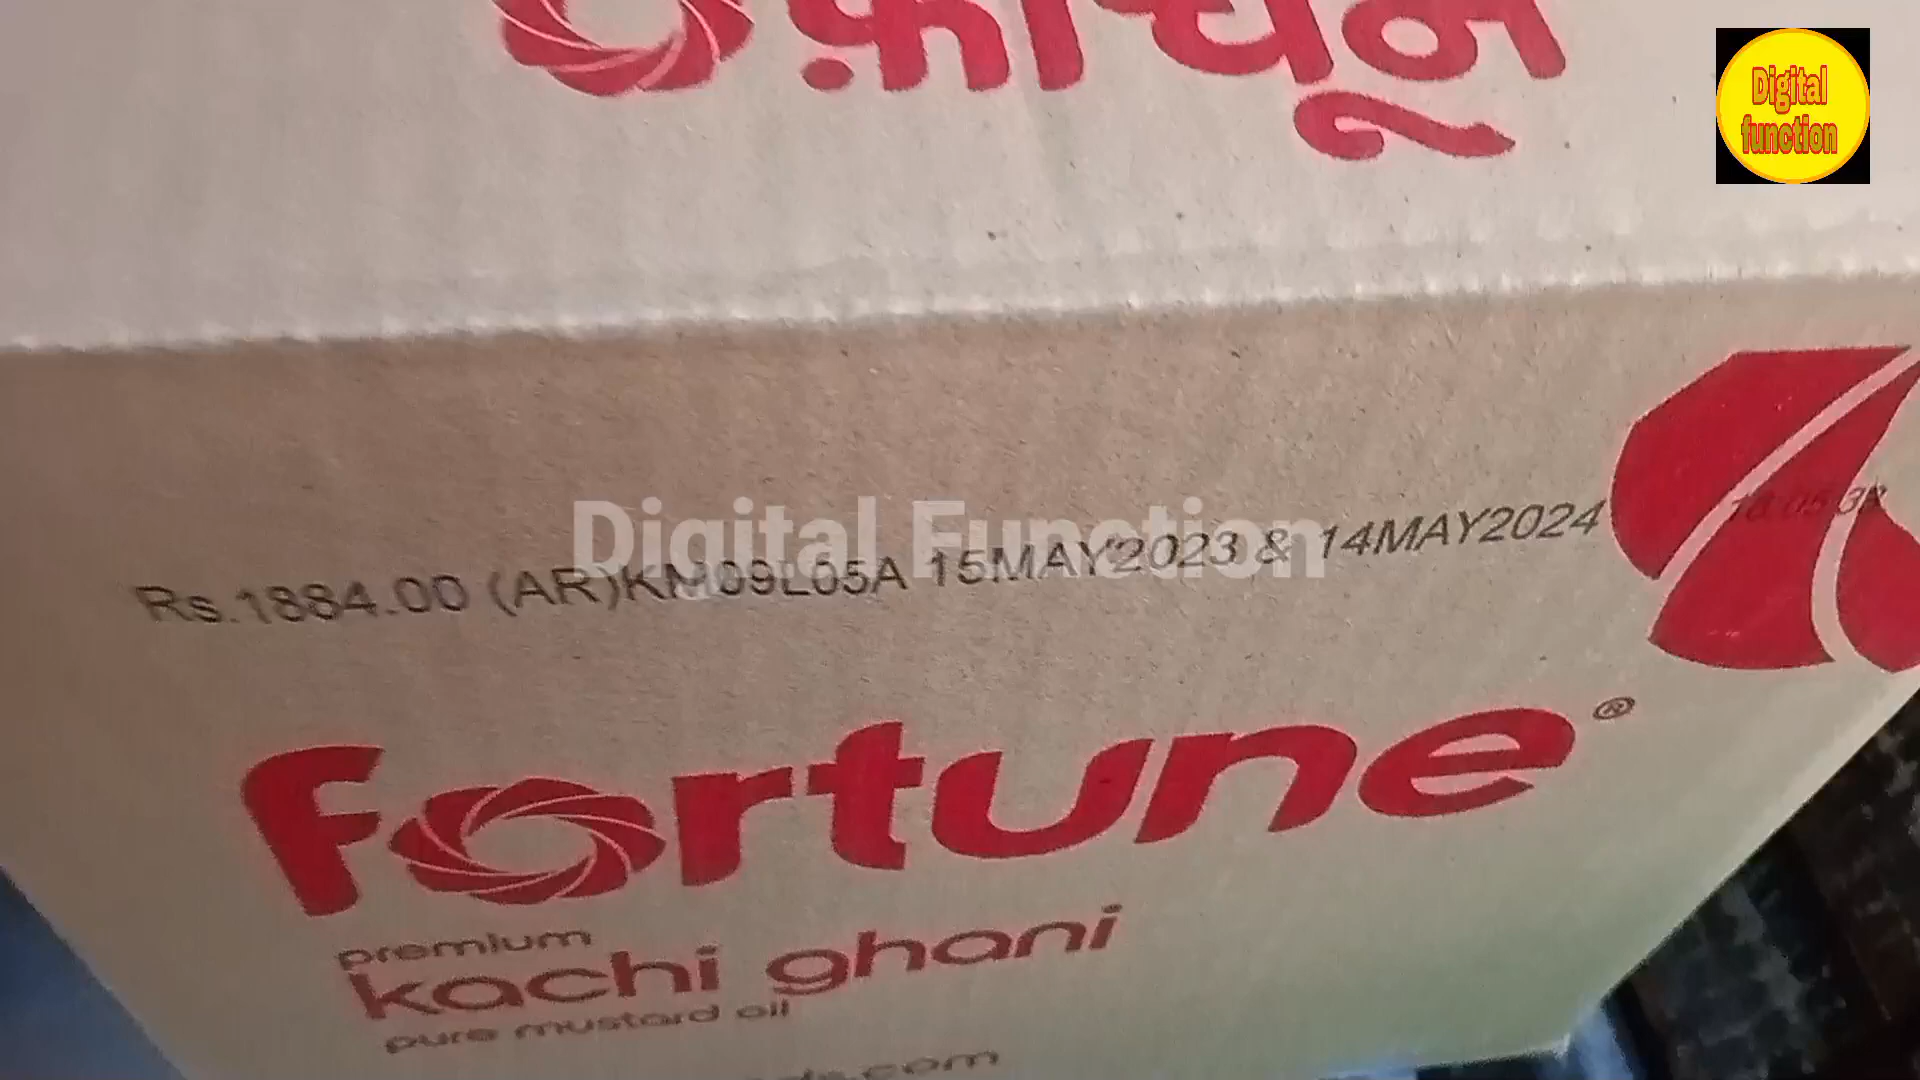 फ़ॉर्च्यून
Digital
function
Digital Function
Rs.1884.00 (AR)KM09L05A 15MAY2023 & 14MAY2024
fortune®
premium
kachi ghani
pure mustard oil